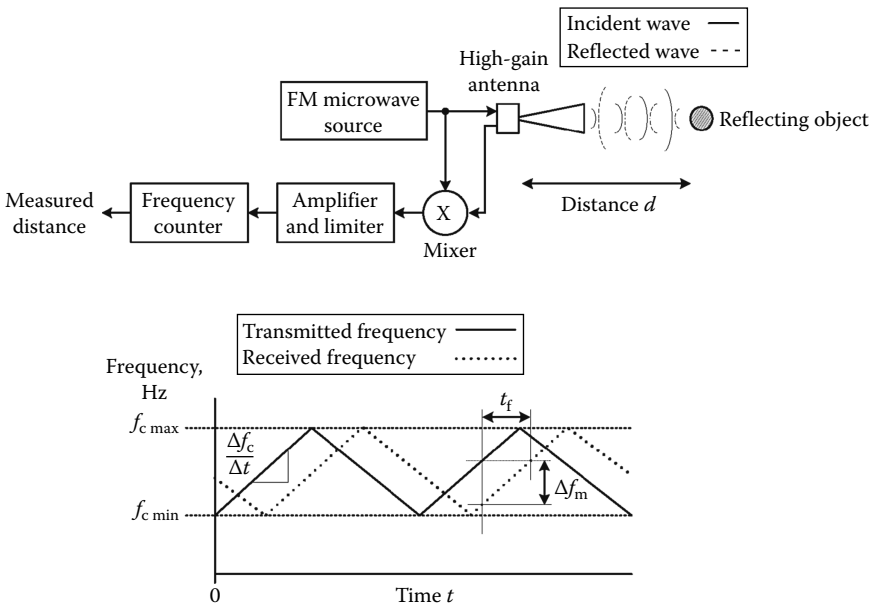 Incident wave
Reflected wave
High-gain
antenna
FM microwave
source
Reflecting object
Measured
distance
Frequency
counter
Amplifier
and limiter
X
Mixer
Distance d
Transmitted frequency
Received frequency
Frequency,
Hz
t_f
f_c max
Δf_c
Δt
Δf_m
f_c min
0
Time t